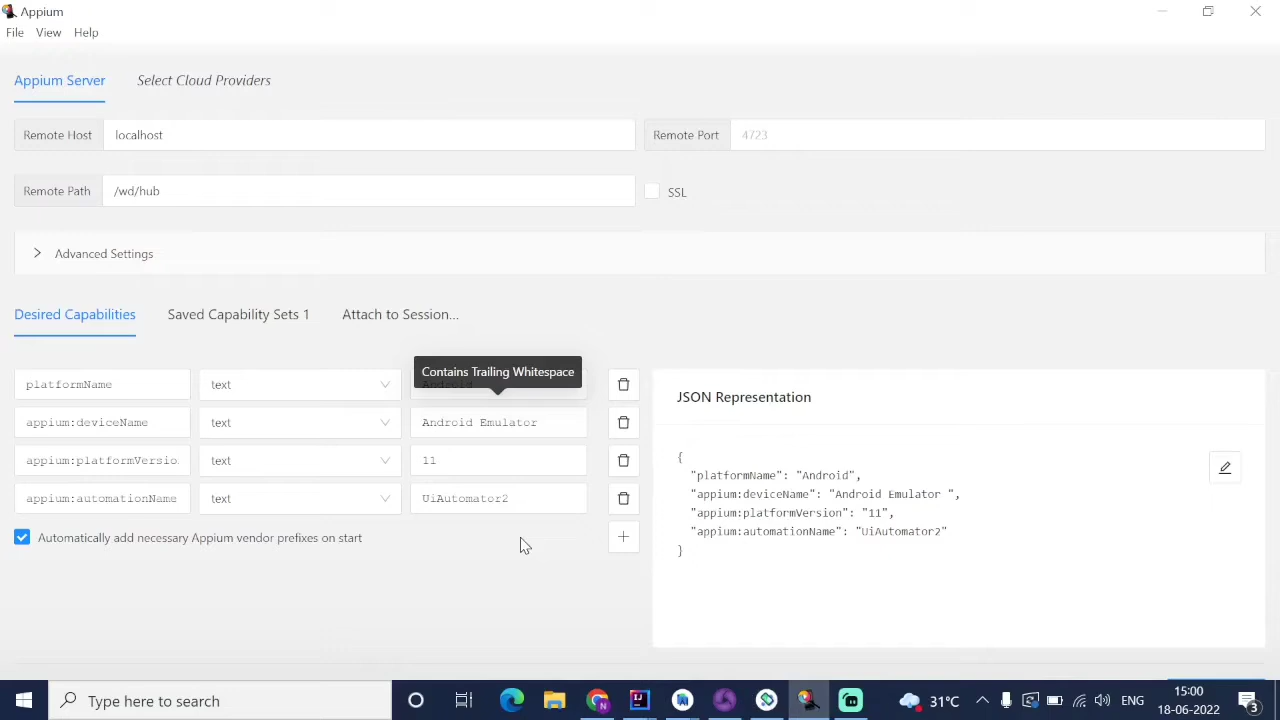 Appium
File View Help
Appium Server Select Cloud Providers
Remote Host localhost Remote Port 4723
Remote Path /wd/hub SSL
Advanced Settings
Desired Capabilities Saved Capability Sets 1 Attach to Session...
Contains Trailing Whitespace
platformName text Android
appium:deviceName text Android Emulator
appium:platformVersio text 11
appium:automationName text UiAutomator2
Automatically add necessary Appium vendor prefixes on start
JSON Representation
{
"platformName": "Android",
"appium:deviceName": "Android Emulator ",
"appium:platformVersion": "11",
"appium:automationName": "UiAutomator2"
}
Type here to search
31°C
ENG
15:00
18-06-2022
3